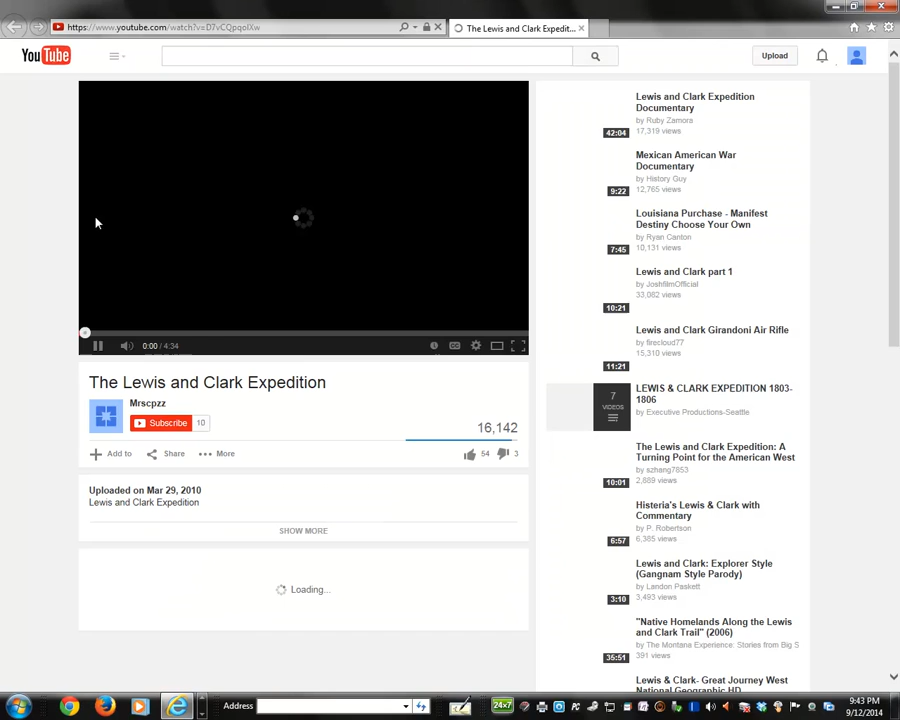 https://www.youtube.com/watch?v=D7vCQpqoIXw
The Lewis and Clark Expedit...
YouTube
Upload
0:00 / 4:34
The Lewis and Clark Expedition
Mrscpzz
Subscribe 10
16,142
Add to Share More 54 3
Uploaded on Mar 29, 2010
Lewis and Clark Expedition
SHOW MORE
Loading...
Lewis and Clark Expedition
Documentary
by Ruby Zamora
17,319 views
42:04
Mexican American War
Documentary
by History Guy
12,765 views
9:22
Louisiana Purchase - Manifest
Destiny Choose Your Own
by Ryan Canton
10,131 views
7:45
Lewis and Clark part 1
by JoshfilmOfficial
33,082 views
10:21
Lewis and Clark Girandoni Air Rifle
by firecloud77
15,310 views
11:21
7
VIDEOS
LEWIS & CLARK EXPEDITION 1803-
1806
by Executive Productions-Seattle
The Lewis and Clark Expedition: A
Turning Point for the American West
by szhang7853
2,889 views
10:01
Histeria's Lewis & Clark with
Commentary
by P. Robertson
6,385 views
6:57
Lewis and Clark: Explorer Style
(Gangnam Style Parody)
by Landon Paskett
3,493 views
3:10
"Native Homelands Along the Lewis
and Clark Trail" (2006)
by The Montana Experience: Stories from Big S
391 views
35:51
Lewis & Clark- Great Journey West
National Geographic HD
Address
24x7
9:43 PM
9/12/2014